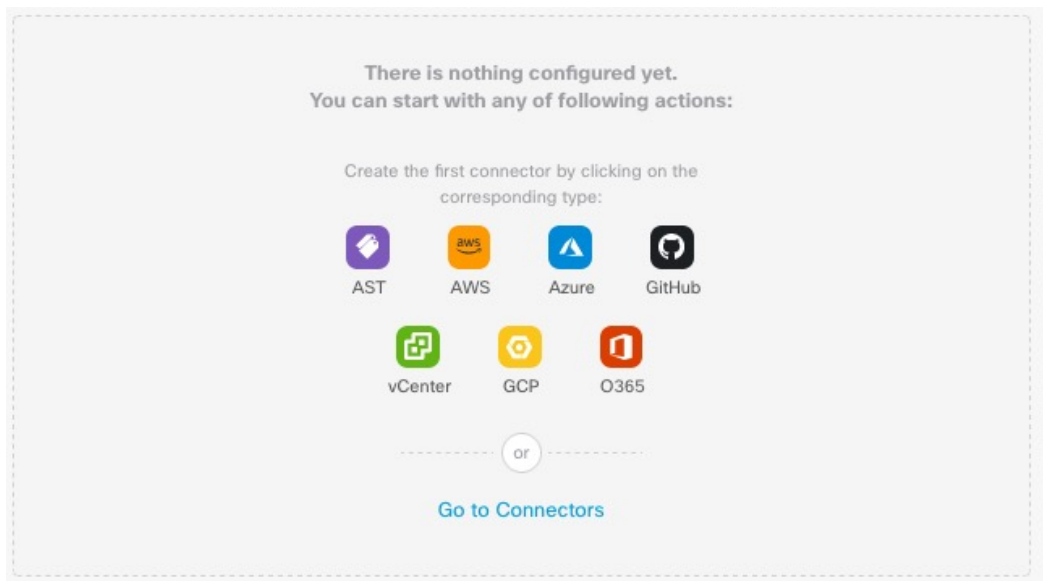 There is nothing configured yet.
You can start with any of following actions:
Create the first connector by clicking on the
corresponding type:
aws
AST AWS Azure GitHub
vCenter GCP O365
or
Go to Connectors